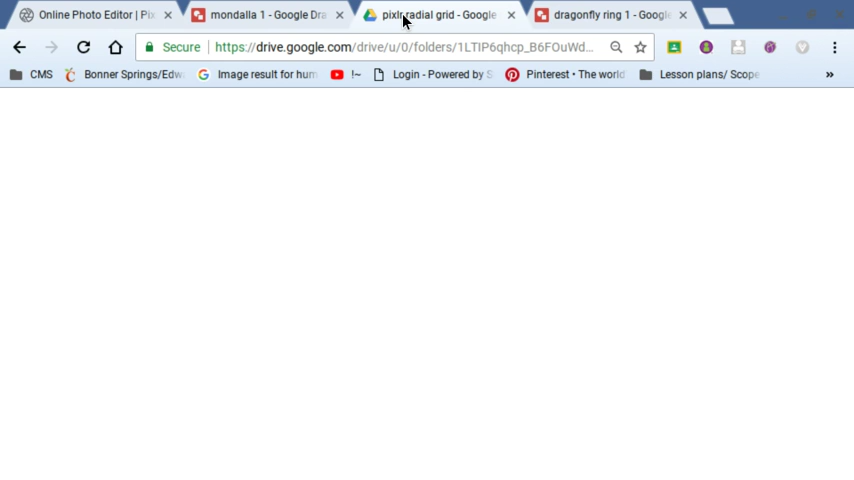 Online Photo Editor | Pix
mondalla 1 - Google Dra
pixlr radial grid - Google
dragonfly ring 1 - Google
Secure
https://drive.google.com/drive/u/0/folders/1LTIP6qhcp_B6FOuWd...
CMS
Bonner Springs/Edw
Image result for hum
!~
Login - Powered by S
Pinterest • The world
Lesson plans/ Scope
»